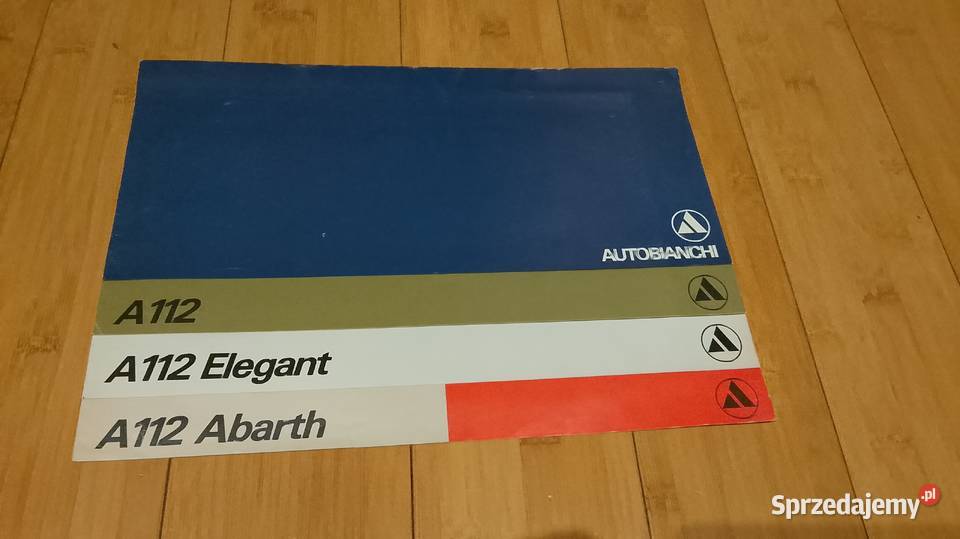 AUTOBIANCHI
A112
A112 Elegant
A112 Abarth
Sprzedajemy.pl